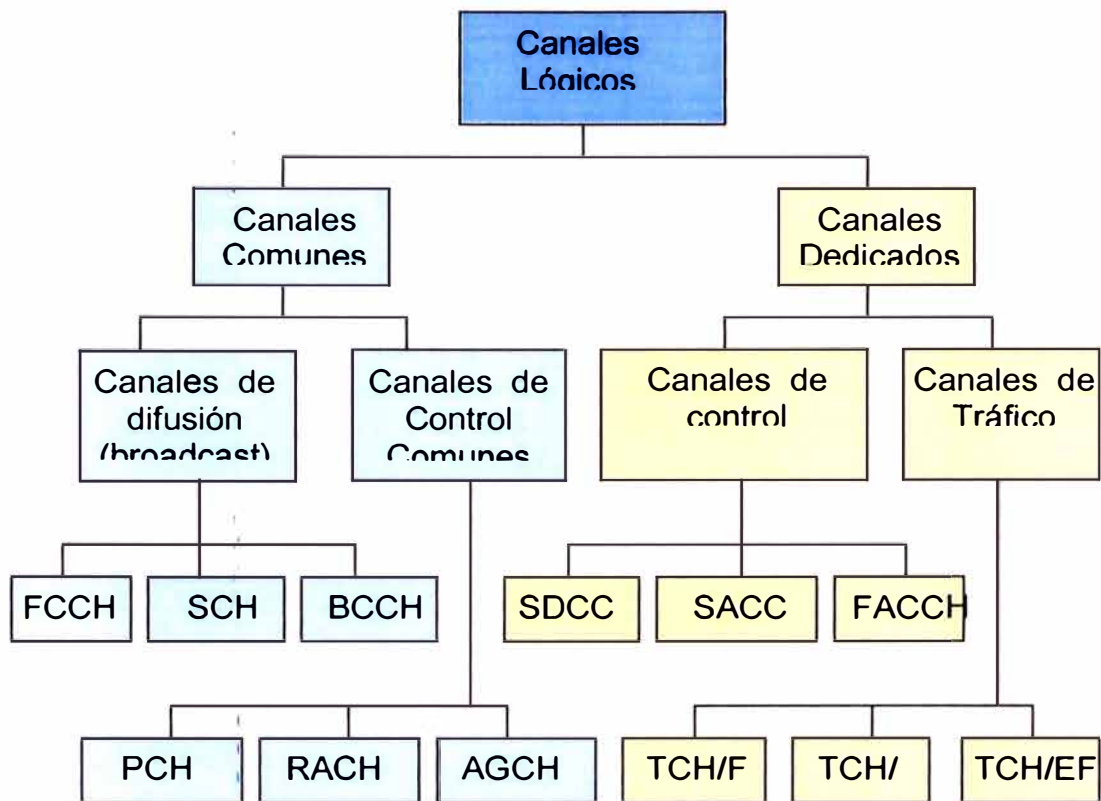 Canales
Lógicos
Canales
Comunes
Canales
Dedicados
Canales de
difusión
(broadcast)
Canales de
Control
Comunes
Canales de
control
Canales de
Tráfico
FCCH
SCH
BCCH
SDCC
SACC
FACCH
PCH
RACH
AGCH
TCH/F
TCH/
TCH/EF